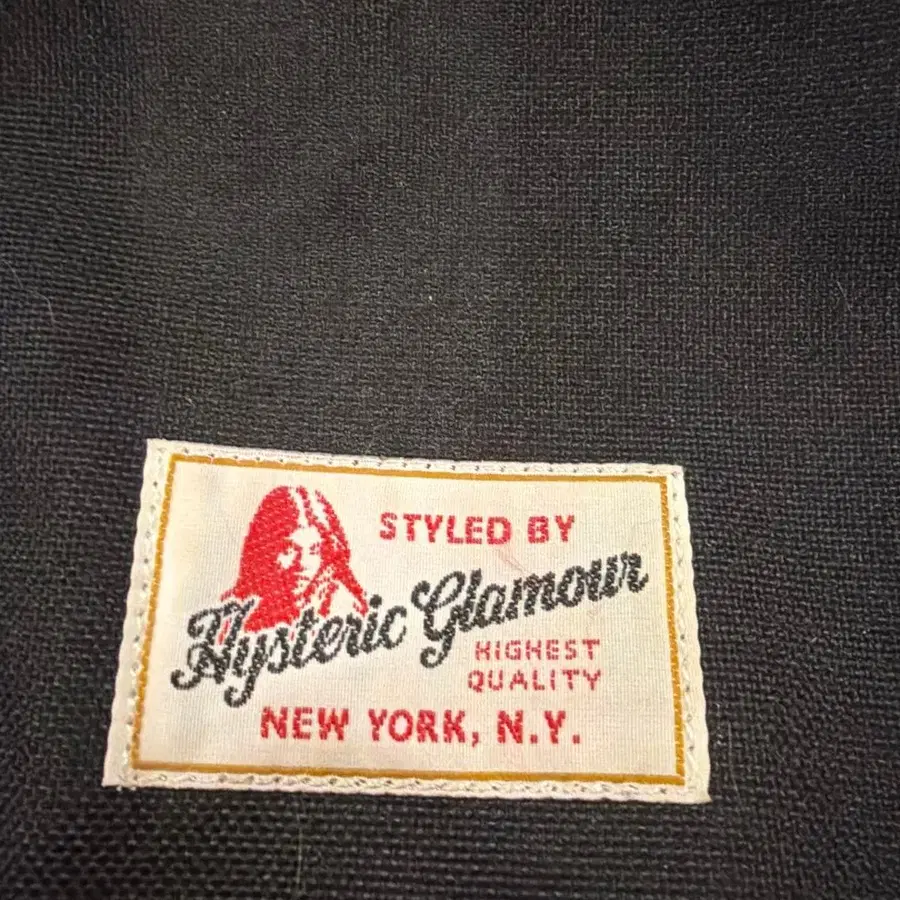 STYLED BY
Hysteric Glamour
HIGHEST
QUALITY
NEW YORK, N.Y.